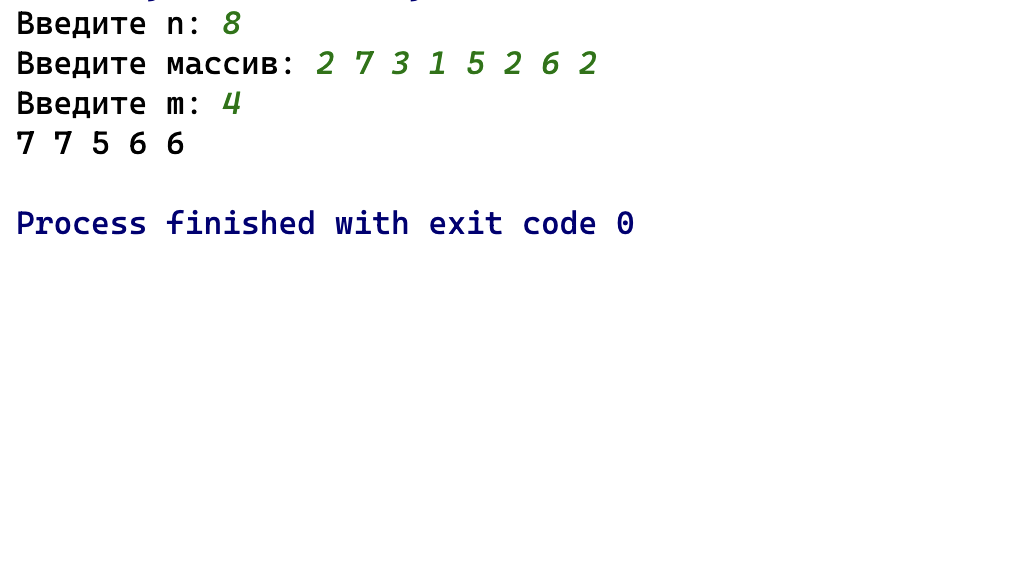 Введите n: 8
Введите массив: 2 7 3 1 5 2 6 2
Введите m: 4
7 7 5 6 6
Process finished with exit code 0